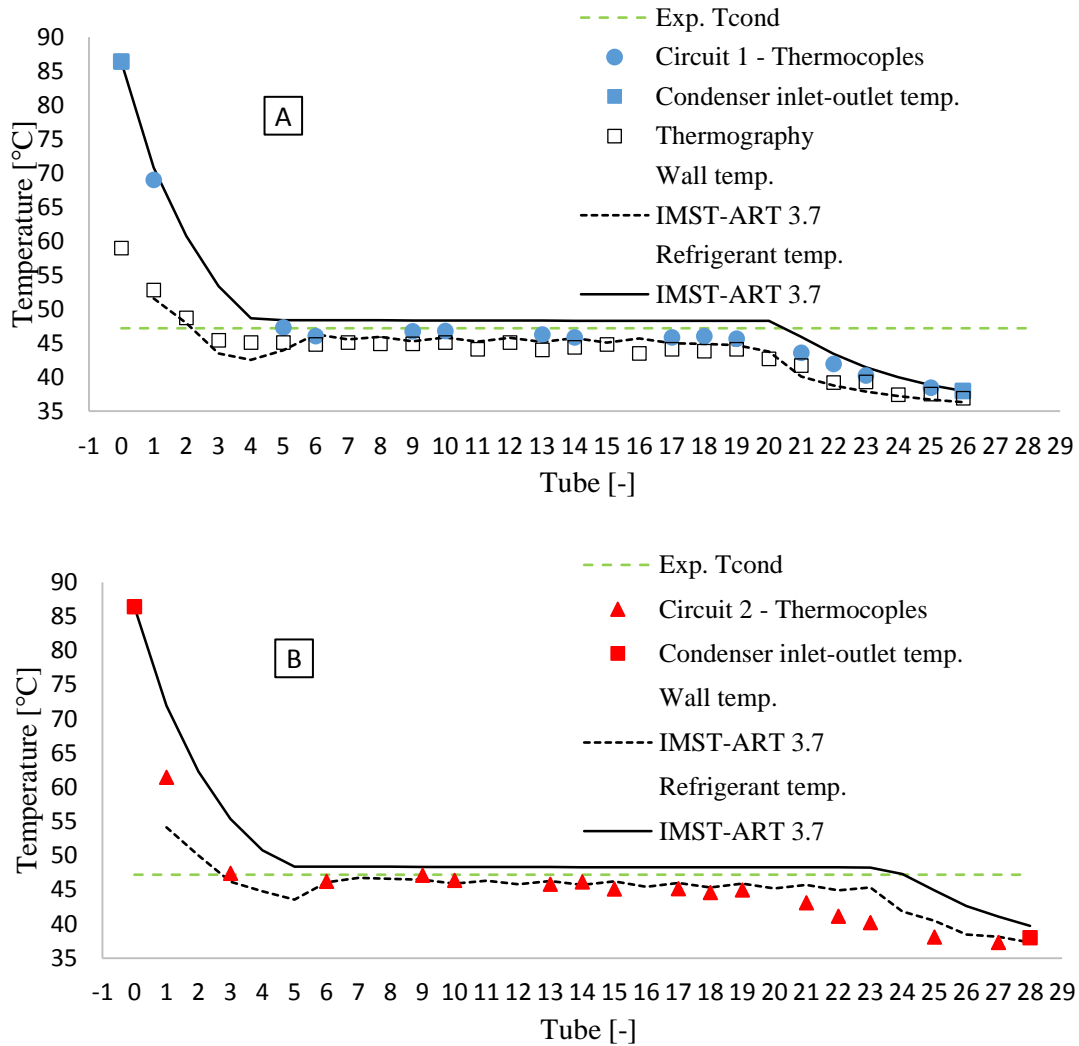 Exp. Tcond
Circuit 1 - Thermocoples
Condenser inlet-outlet temp.
Thermography
Wall temp.
IMST-ART 3.7
Refrigerant temp.
IMST-ART 3.7
A
Temperature [°C]
90
85
80
75
70
65
60
55
50
45
40
35
-1 0 1 2 3 4 5 6 7 8 9 10 11 12 13 14 15 16 17 18 19 20 21 22 23 24 25 26 27 28 29
Tube [-]
Exp. Tcond
Circuit 2 - Thermocoples
Condenser inlet-outlet temp.
Wall temp.
IMST-ART 3.7
Refrigerant temp.
IMST-ART 3.7
B
Temperature [°C]
90
85
80
75
70
65
60
55
50
45
40
35
-1 0 1 2 3 4 5 6 7 8 9 10 11 12 13 14 15 16 17 18 19 20 21 22 23 24 25 26 27 28 29
Tube [-]